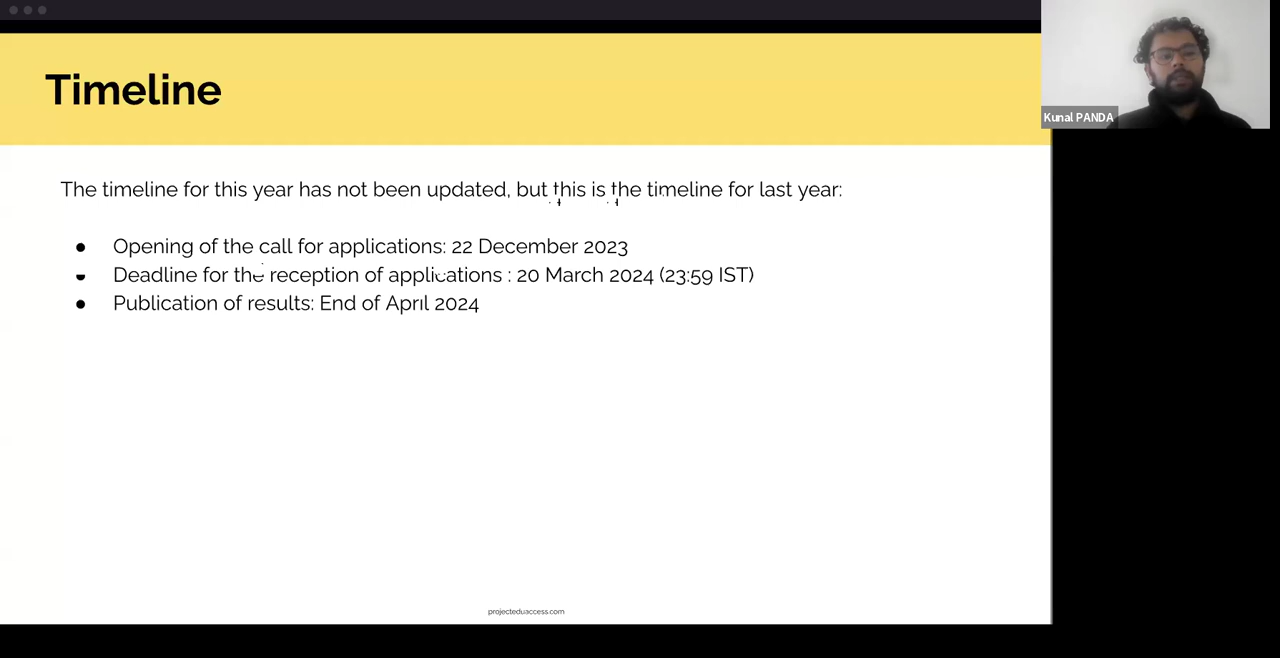 Timeline
Kunal PANDA
The timeline for this year has not been updated, but this is the timeline for last year:
● Opening of the call for applications: 22 December 2023
● Deadline for the reception of applications : 20 March 2024 (23:59 IST)
● Publication of results: End of April 2024
projecteduaccess.com